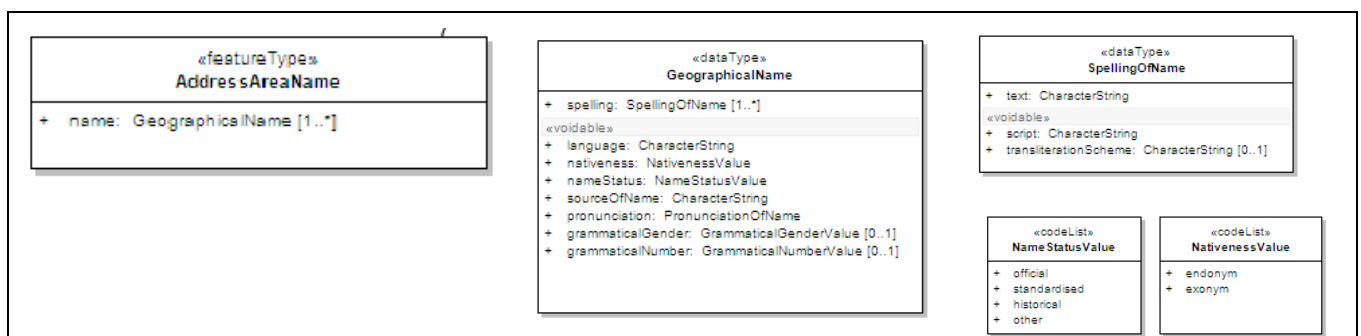 «featureType»
AddressAreaName
+ name: GeographicalName [1..*]
«dataType»
GeographicalName
+ spelling: SpellingOfName [1..*]
«voidable»
+ language: CharacterString
+ nativeness: NativenessValue
+ nameStatus: NameStatusValue
+ sourceOfName: CharacterString
+ pronunciation: PronunciationOfName
+ grammaticalGender: GrammaticalGenderValue [0..1]
+ grammaticalNumber: GrammaticalNumberValue [0..1]
«dataType»
SpellingOfName
+ text: CharacterString
«voidable»
+ script: CharacterString
+ transliterationScheme: CharacterString [0..1]
«codeList»
NameStatusValue
+ official
+ standardised
+ historical
+ other
«codeList»
NativenessValue
+ endonym
+ exonym